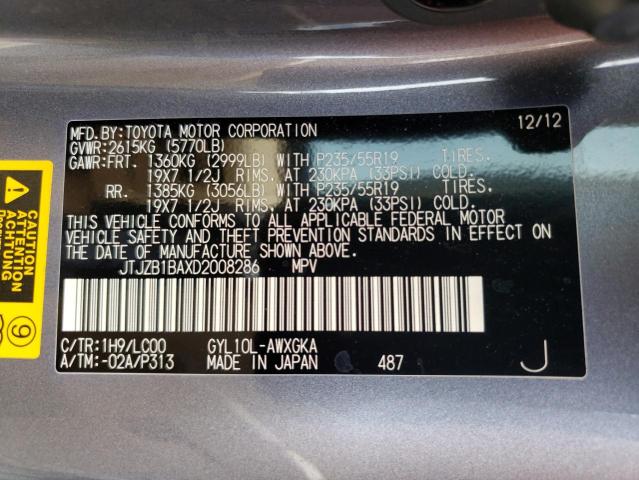 MFD.BY:TOYOTA MOTOR CORPORATION 12/12
GVWR:2615KG (5770LB)
GAWR:FRT. 1360KG (2999LB) WITH P235/55R19 TIRES.
19X7 1/2J RIMS. AT 230KPA (33PSI) COLD.
RR. 1385KG (3056LB) WITH P235/55R19 TIRES.
19X7 1/2J RIMS. AT 230KPA (33PSI) COLD.
THIS VEHICLE CONFORMS TO ALL APPLICABLE FEDERAL MOTOR
VEHICLE SAFETY AND THEFT PREVENTION STANDARDS IN EFFECT
ON THE DATE OF MANUFACTURE SHOWN ABOVE.
JTJZB1BAXD2008286 MPV
C/TR:1H9/LC00 GYL10L-AWXGKA
A/TM:-02A/P313 MADE IN JAPAN 487 J
9